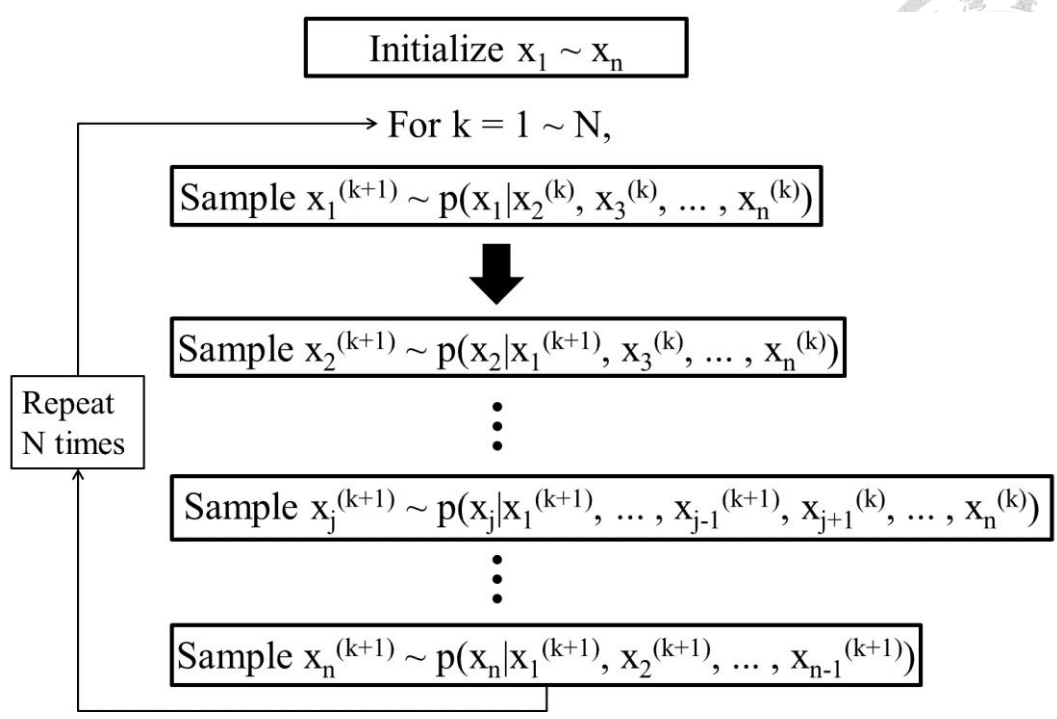 Initialize x₁ ~ xₙ
For k = 1 ~ N,
Sample x₁⁽ᵏ⁺¹⁾ ~ p(x₁|x₂⁽ᵏ⁾, x₃⁽ᵏ⁾, ... , xₙ⁽ᵏ⁾)
Sample x₂⁽ᵏ⁺¹⁾ ~ p(x₂|x₁⁽ᵏ⁺¹⁾, x₃⁽ᵏ⁾, ... , xₙ⁽ᵏ⁾)
Repeat
N times
Sample xⱼ⁽ᵏ⁺¹⁾ ~ p(xⱼ|x₁⁽ᵏ⁺¹⁾, ... , xⱼ₋₁⁽ᵏ⁺¹⁾, xⱼ₊₁⁽ᵏ⁾, ... , xₙ⁽ᵏ⁾)
Sample xₙ⁽ᵏ⁺¹⁾ ~ p(xₙ|x₁⁽ᵏ⁺¹⁾, x₂⁽ᵏ⁺¹⁾, ... , xₙ₋₁⁽ᵏ⁺¹⁾)